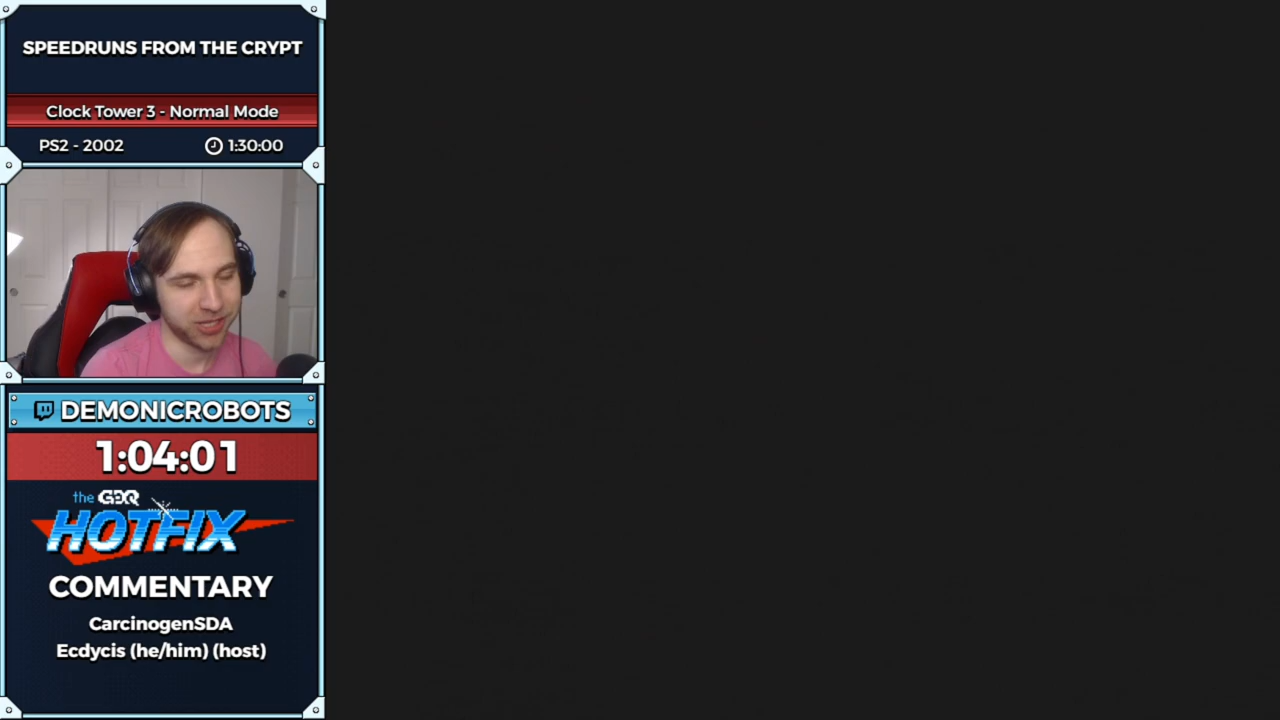 SPEEDRUNS FROM THE CRYPT
Clock Tower 3 - Normal Mode
PS2 - 2002 1:30:00
DEMONICROBOTS
1:04:01
the GDQ
HOTFIX
COMMENTARY
CarcinogenSDA
Ecdycis (he/him) (host)